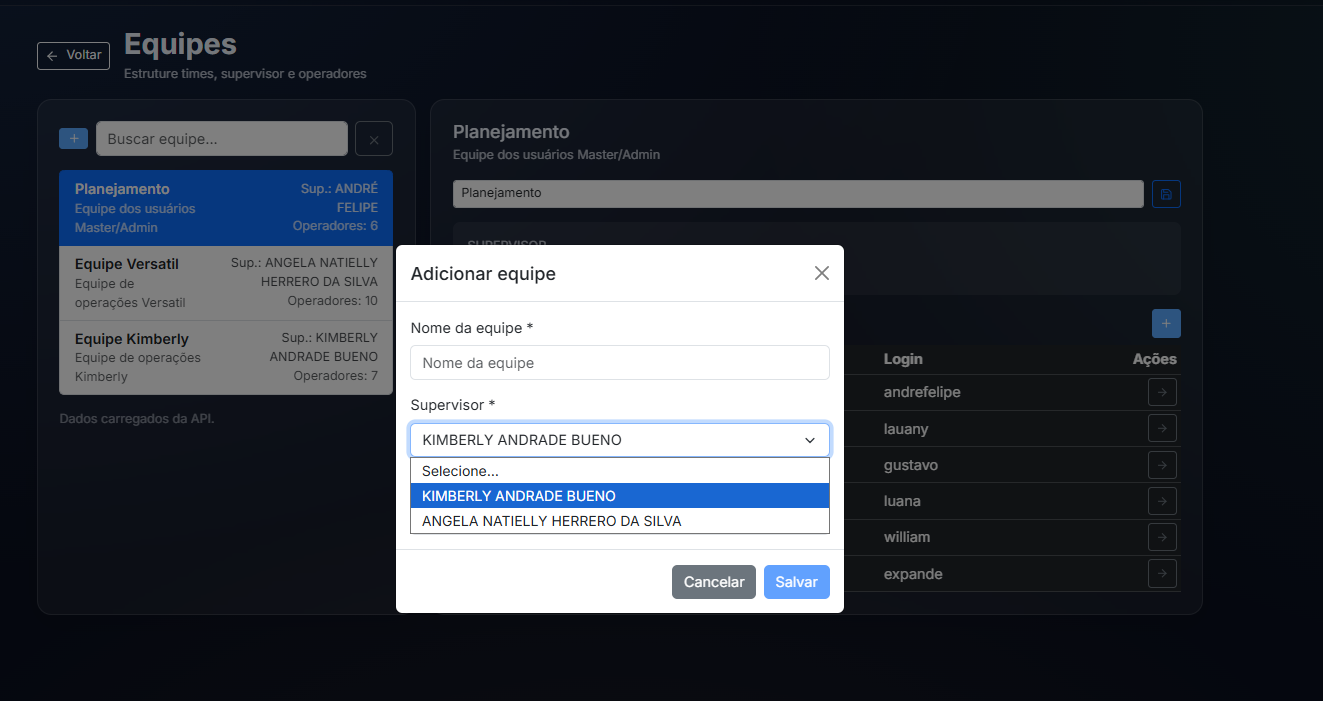 Voltar
Equipes
Estruture times, supervisor e operadores
+
Buscar equipe...
×
Planejamento
Sup.: ANDRÉ
FELIPE
Equipe dos usuários
Master/Admin
Operadores: 6
Equipe Versatil
Sup.: ANGELA NATIELLY
HERRERO DA SILVA
Equipe de
operações Versatil
Operadores: 10
Equipe Kimberly
Sup.: KIMBERLY
ANDRADE BUENO
Equipe de operações
Kimberly
Operadores: 7
Dados carregados da API.
Planejamento
Equipe dos usuários Master/Admin
Planejamento
SUPERVISOR
+
Login
Ações
andrefelipe
lauany
gustavo
luana
william
expande
Adicionar equipe
Nome da equipe *
Nome da equipe
Supervisor *
KIMBERLY ANDRADE BUENO
Selecione...
KIMBERLY ANDRADE BUENO
ANGELA NATIELLY HERRERO DA SILVA
Cancelar
Salvar